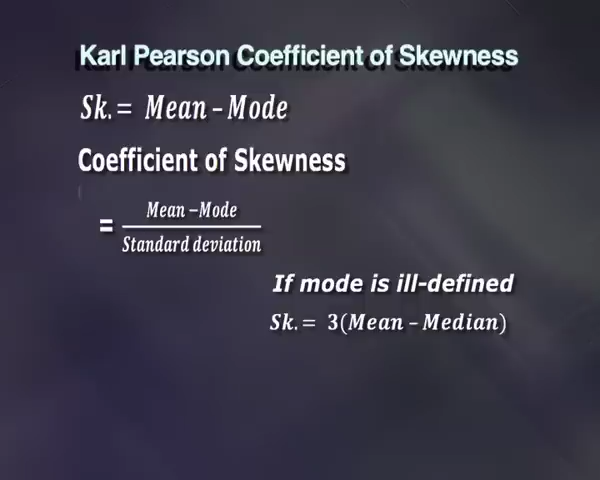 Karl Pearson Coefficient of Skewness
Sk. = Mean – Mode
Coefficient of Skewness
= Mean – Mode
Standard deviation
If mode is ill-defined
Sk. = 3(Mean – Median)